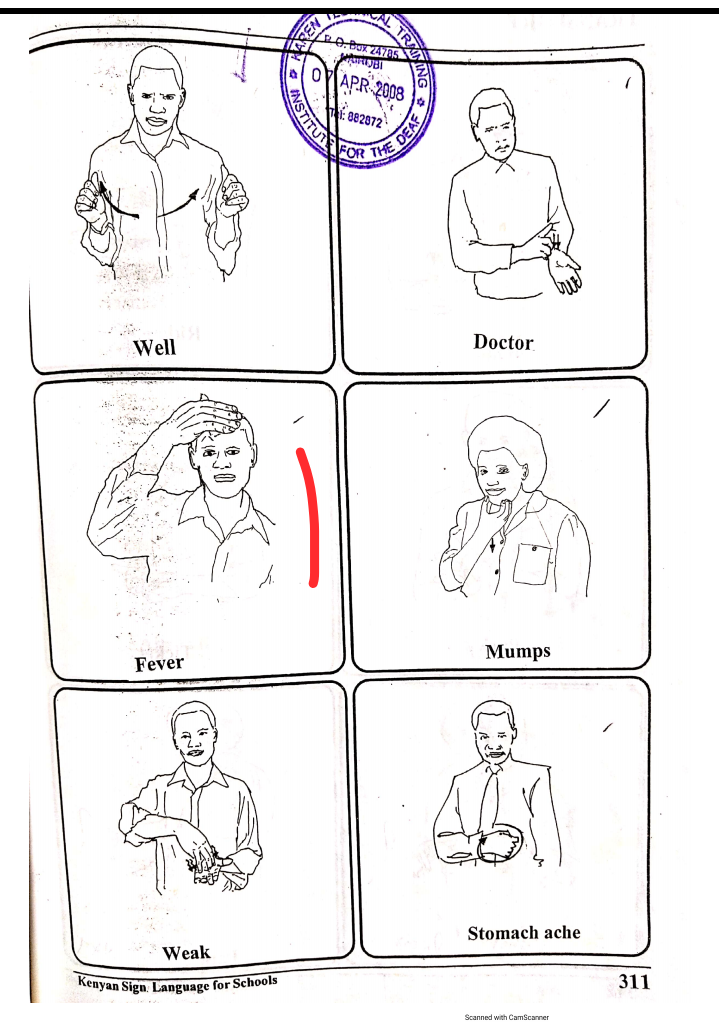 KAREN TECHNICAL TRAINING
P.O. Box 24785
NAIROBI
07 APR 2008
Tel: 882872
INSTITUTE FOR THE DEAF
Well
Doctor
Fever
Mumps
Weak
Stomach ache
Kenyan Sign Language for Schools
311
Scanned with CamScanner